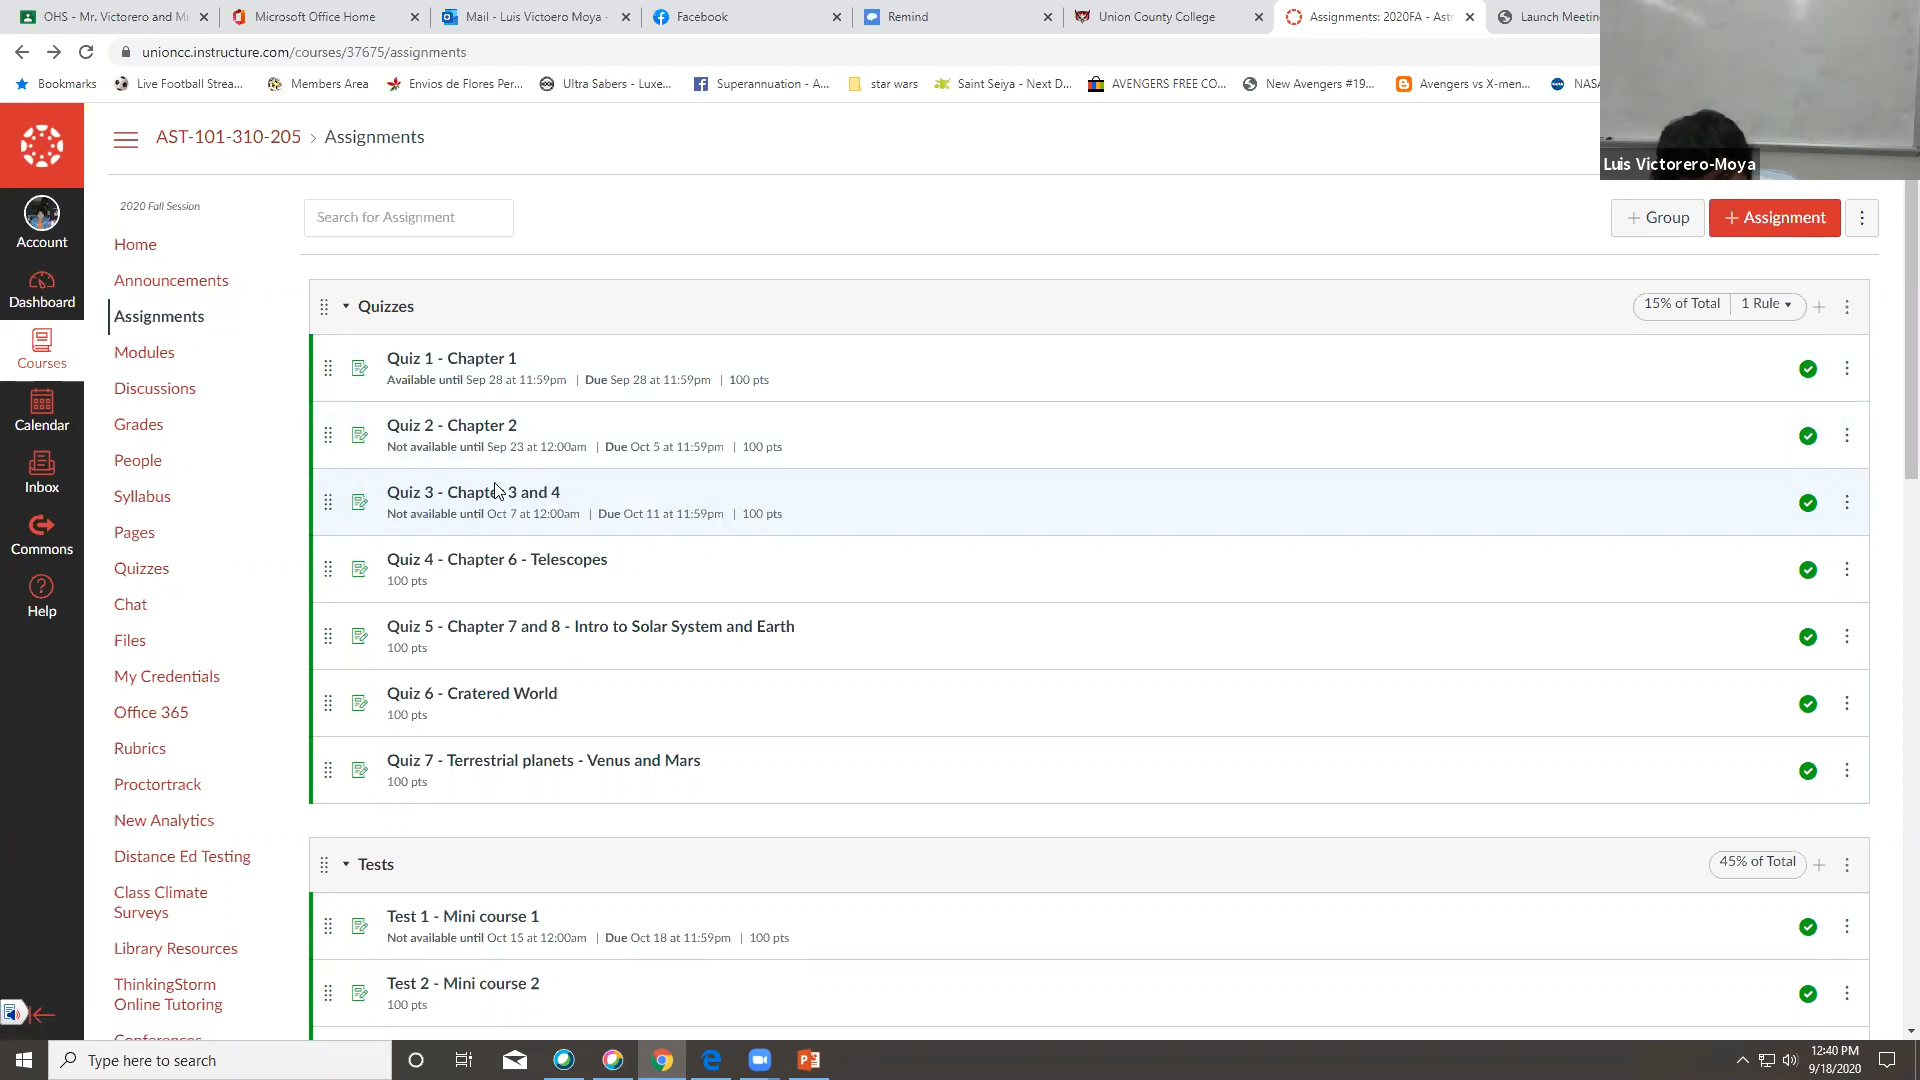 OHS - Mr. Victorero and Mr
Microsoft Office Home
Mail - Luis Victoero Moya -
Facebook
Remind
Union County College
Assignments: 2020FA - Astr
Launch Meetin
unioncc.instructure.com/courses/37675/assignments
Bookmarks
Live Football Strea...
Members Area
Envios de Flores Per...
Ultra Sabers - Luxe...
Superannuation - A...
star wars
Saint Seiya - Next D...
AVENGERS FREE CO...
New Avengers #19...
Avengers vs X-men...
NASA
Luis Victorero-Moya
AST-101-310-205 › Assignments
Account
Dashboard
Courses
Calendar
Inbox
Commons
Help
2020 Fall Session
Home
Announcements
Assignments
Modules
Discussions
Grades
People
Syllabus
Pages
Quizzes
Chat
Files
My Credentials
Office 365
Rubrics
Proctortrack
New Analytics
Distance Ed Testing
Class Climate
Surveys
Library Resources
ThinkingStorm
Online Tutoring
Conferences
Search for Assignment
+ Group
+ Assignment
Quizzes
15% of Total
1 Rule
Quiz 1 - Chapter 1
Available until Sep 28 at 11:59pm | Due Sep 28 at 11:59pm | 100 pts
Quiz 2 - Chapter 2
Not available until Sep 23 at 12:00am | Due Oct 5 at 11:59pm | 100 pts
Quiz 3 - Chapter 3 and 4
Not available until Oct 7 at 12:00am | Due Oct 11 at 11:59pm | 100 pts
Quiz 4 - Chapter 6 - Telescopes
100 pts
Quiz 5 - Chapter 7 and 8 - Intro to Solar System and Earth
100 pts
Quiz 6 - Cratered World
100 pts
Quiz 7 - Terrestrial planets - Venus and Mars
100 pts
Tests
45% of Total
Test 1 - Mini course 1
Not available until Oct 15 at 12:00am | Due Oct 18 at 11:59pm | 100 pts
Test 2 - Mini course 2
100 pts
Type here to search
12:40 PM
9/18/2020